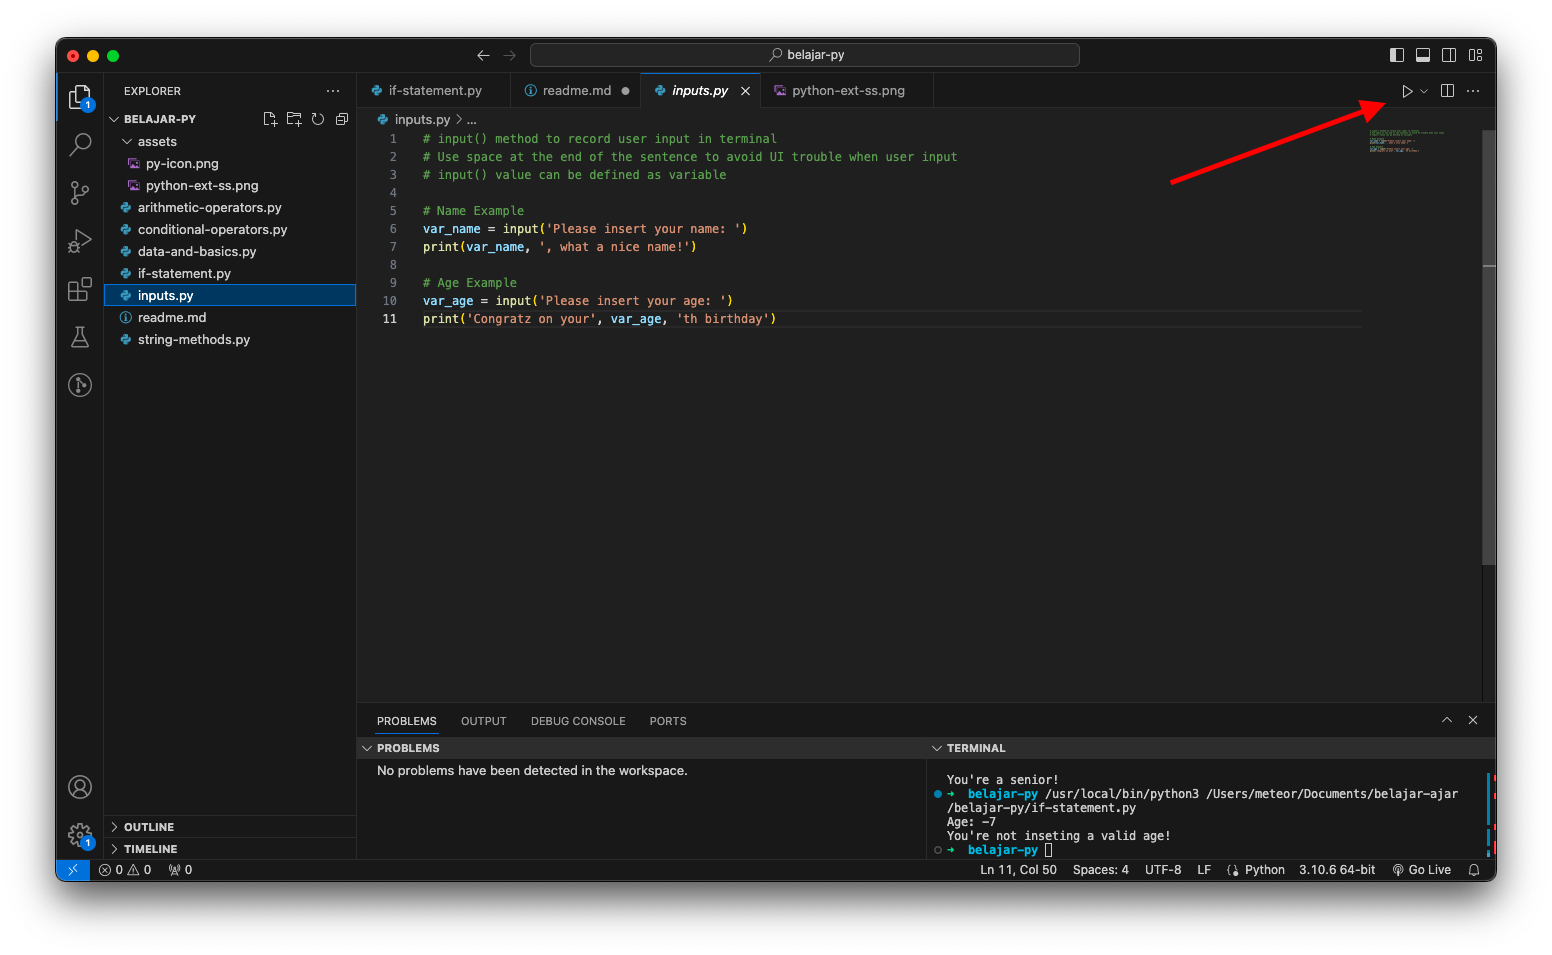 belajar-py
EXPLORER
BELAJAR-PY
assets
py-icon.png
python-ext-ss.png
arithmetic-operators.py
conditional-operators.py
data-and-basics.py
if-statement.py
inputs.py
readme.md
string-methods.py
OUTLINE
TIMELINE
1
1
if-statement.py
readme.md
inputs.py
python-ext-ss.png
inputs.py > ...
1 # input() method to record user input in terminal
2 # Use space at the end of the sentence to avoid UI trouble when user input
3 # input() value can be defined as variable
4
5 # Name Example
6 var_name = input('Please insert your name: ')
7 print(var_name, ', what a nice name!')
8
9 # Age Example
10 var_age = input('Please insert your age: ')
11 print('Congratz on your', var_age, 'th birthday')
PROBLEMS OUTPUT DEBUG CONSOLE PORTS
PROBLEMS
No problems have been detected in the workspace.
TERMINAL
You're a senior!
➜ belajar-py /usr/local/bin/python3 /Users/meteor/Documents/belajar-ajar
/belajar-py/if-statement.py
Age: -7
You're not inseting a valid age!
➜ belajar-py
0 0 0
Ln 11, Col 50 Spaces: 4 UTF-8 LF Python 3.10.6 64-bit Go Live